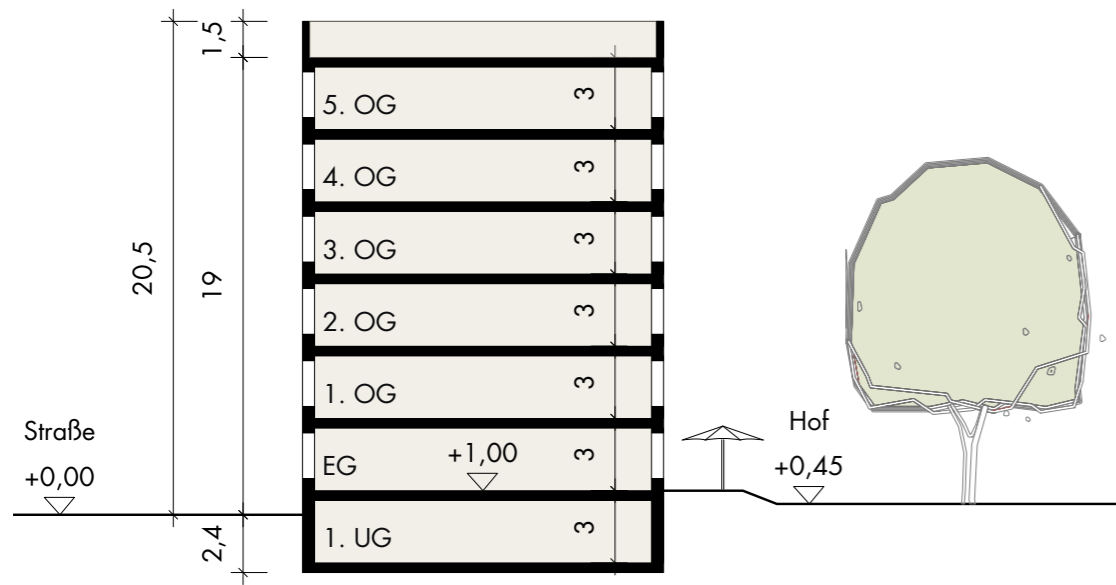 1,5
5. OG
3
4. OG
3
20,5
19
3. OG
3
2. OG
3
1. OG
3
Straße
+0,00
EG
+1,00
3
Hof
+0,45
2,4
1. UG
3